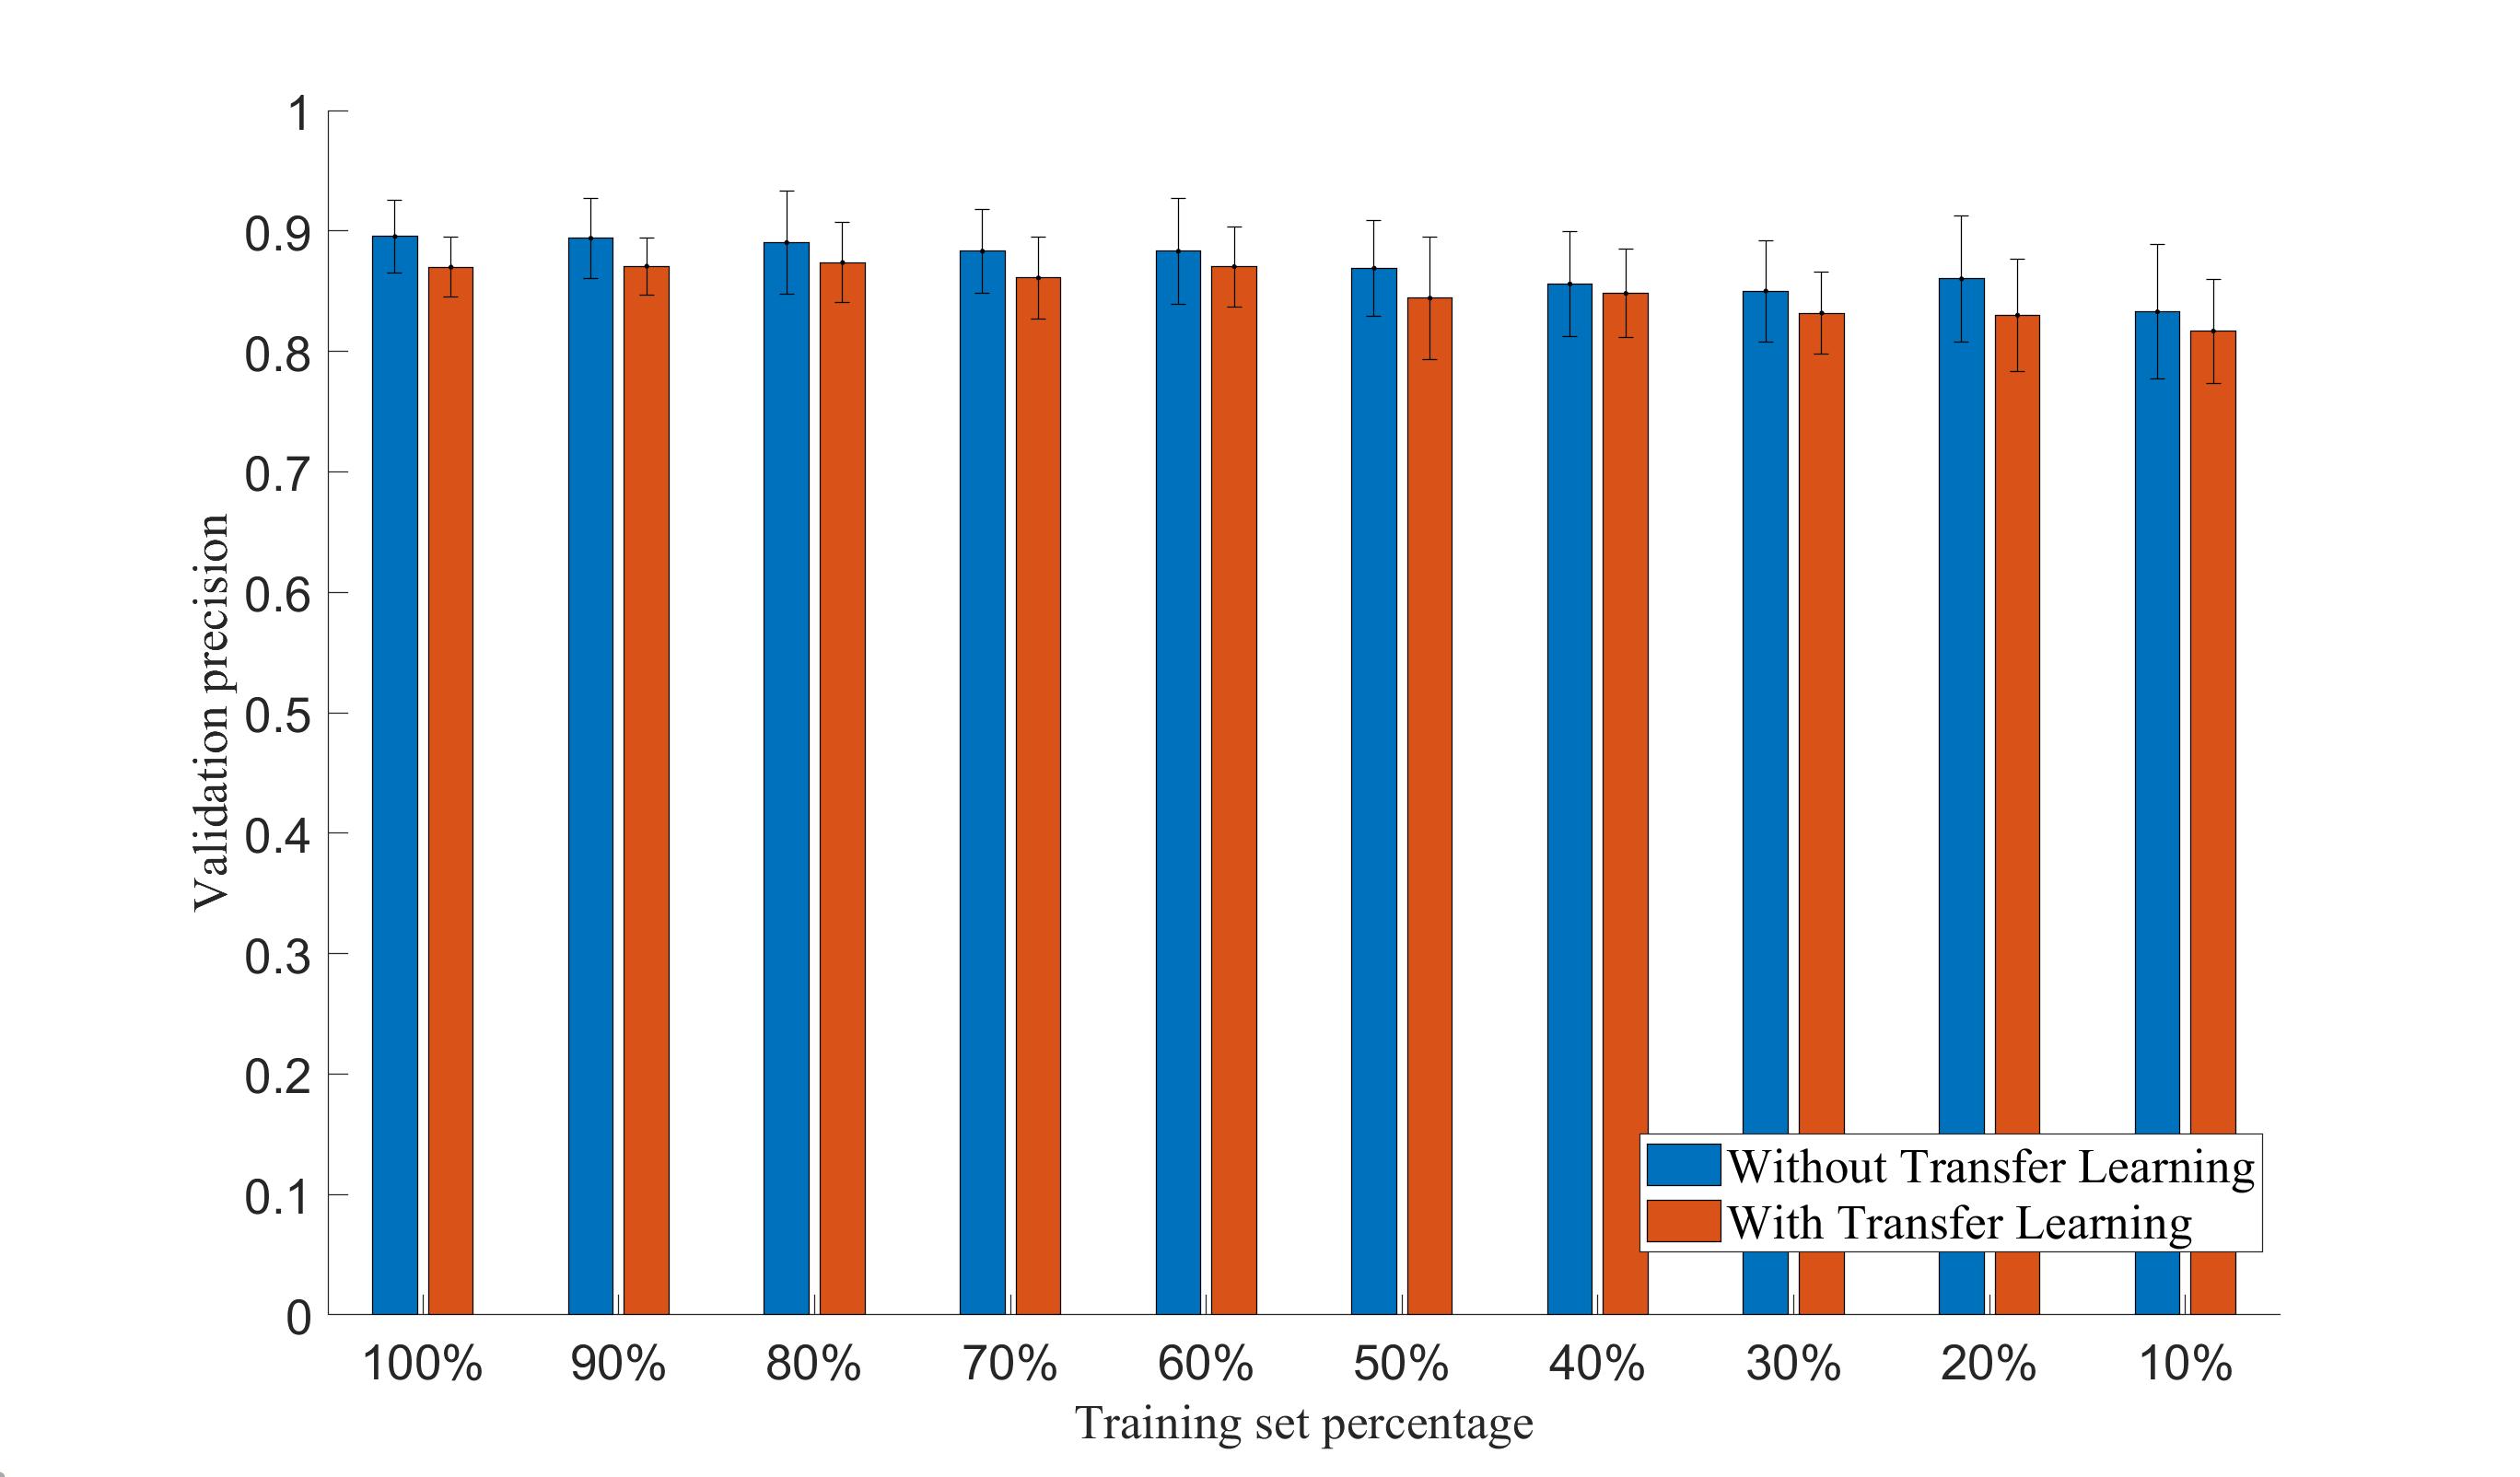 1
0.9
0.8
0.7
0.6
0.5
0.4
0.3
0.2
0.1
0
Validation precision
Without Transfer Learning
With Transfer Learning
100% 90% 80% 70% 60% 50% 40% 30% 20% 10%
Training set percentage